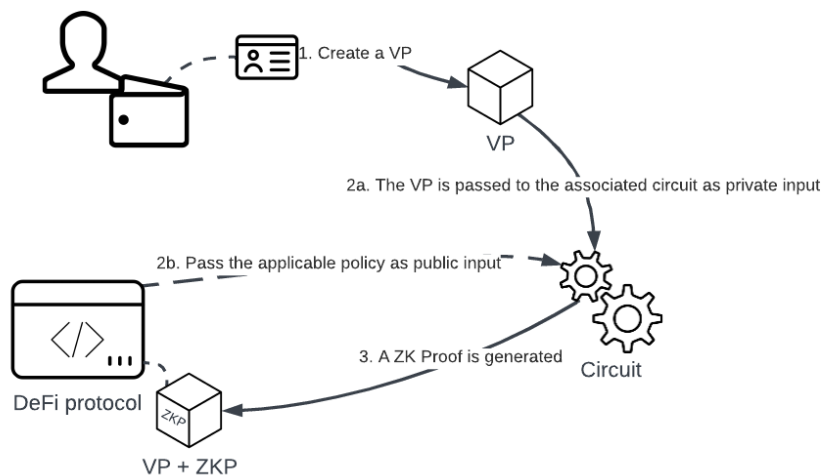 1. Create a VP
VP
2a. The VP is passed to the associated circuit as private input
2b. Pass the applicable policy as public input
</>
3. A ZK Proof is generated
Circuit
DeFi protocol
ZKP
VP + ZKP